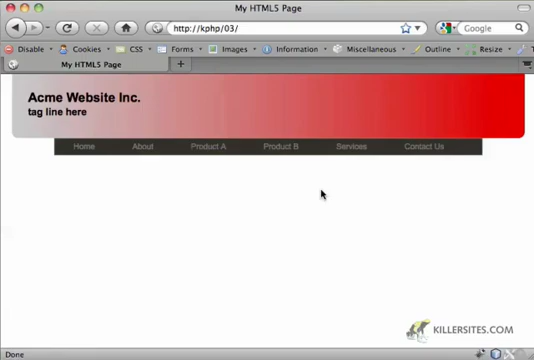 My HTML5 Page
http://kphp/03/
Google
Disable Cookies CSS Forms Images Information Miscellaneous Outline Resize
My HTML5 Page
Acme Website Inc.
tag line here
Home About Product A Product B Services Contact Us
KILLERSITES.COM
Done